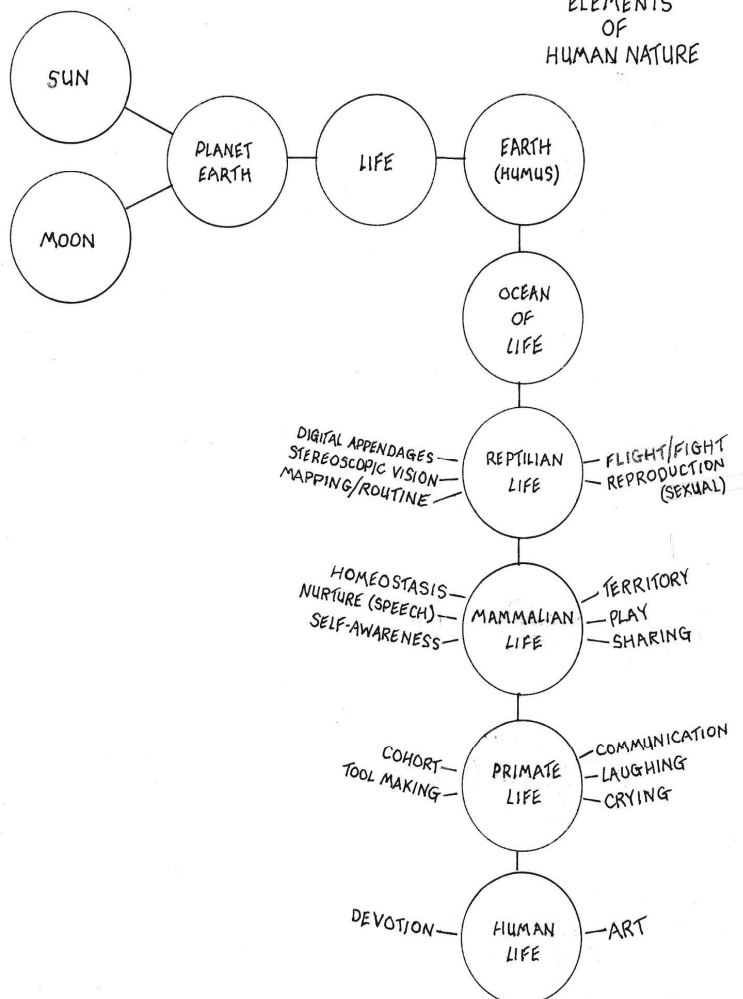 ELEMENTS
OF
HUMAN NATURE
SUN
MOON
PLANET
EARTH
LIFE
EARTH
(HUMUS)
OCEAN
OF
LIFE
DIGITAL APPENDAGES
STEREOSCOPIC VISION
MAPPING/ROUTINE
REPTILIAN
LIFE
FLIGHT/FIGHT
REPRODUCTION
(SEXUAL)
HOMEOSTASIS
NURTURE (SPEECH)
SELF-AWARENESS
MAMMALIAN
LIFE
TERRITORY
PLAY
SHARING
COHORT
TOOL MAKING
PRIMATE
LIFE
COMMUNICATION
LAUGHING
CRYING
DEVOTION
HUMAN
LIFE
ART